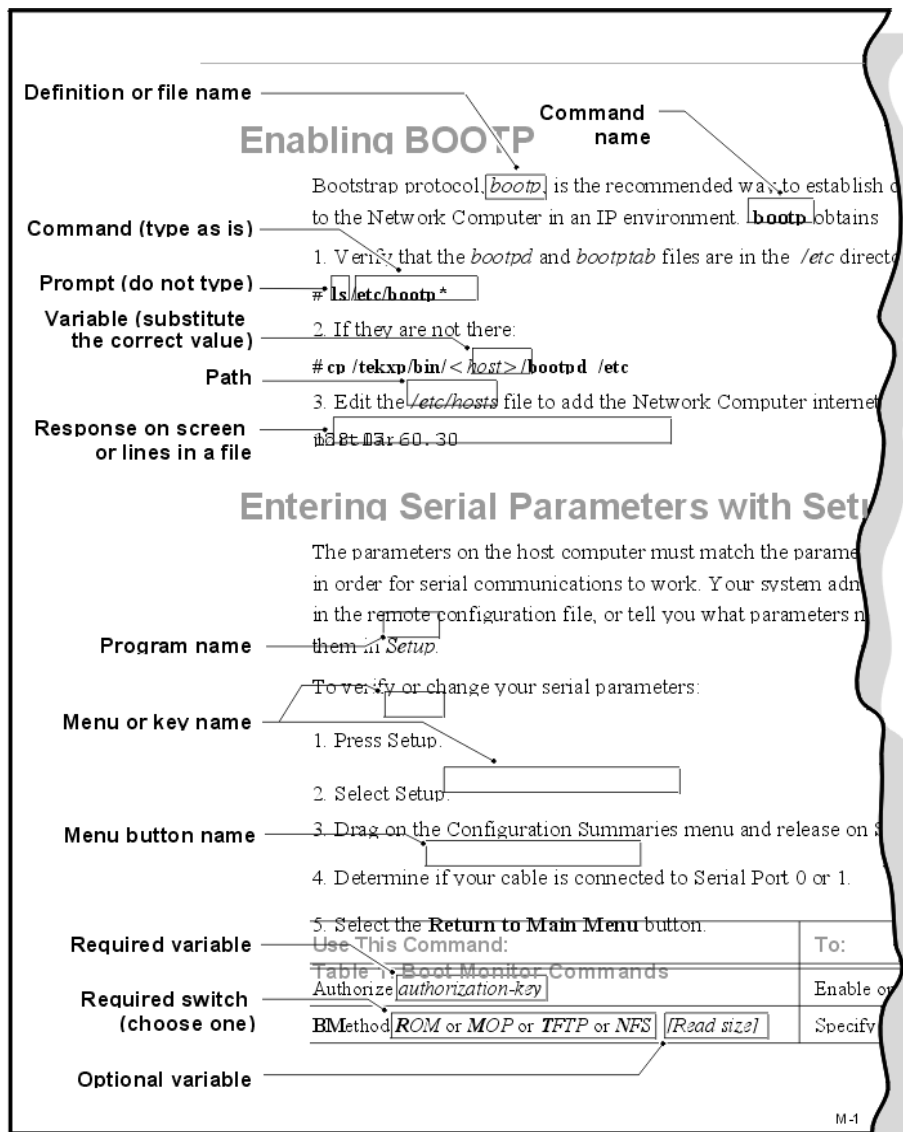 Definition or file name
Command
name
Enabling BOOTP
Bootstrap protocol, bootp, is the recommended way to establish
to the Network Computer in an IP environment. bootp obtains
Command (type as is)
1. Verify that the bootpd and bootptab files are in the /etc
Prompt (do not type)
# ls /etc/bootp*
Variable (substitute
the correct value)
2. If they are not there:
# cp /tekxp/bin/<host>/bootpd /etc
Path
3. Edit the /etc/hosts file to add the Network Computer internet
Response on screen
or lines in a file
60.30
Entering Serial Parameters with
The parameters on the host computer must match the
in order for serial communications to work. Your system
in the remote configuration file, or tell you what parameters
Program name
them in Setup.
To verify or change your serial parameters:
Menu or key name
1. Press Setup.
2. Select Setup.
Menu button name
3. Drag on the Configuration Summaries menu and release on
4. Determine if your cable is connected to Serial Port 0 or 1.
5. Select the Return to Main Menu button.
Required variable
Use This Command:
To:
Table 1 Boot Monitor Commands
Authorize authorization-key
Enable or
Required switch
(choose one)
BMethod ROM or MOP or TFTP or NFS [Read size]
Specify
Optional variable
M-1